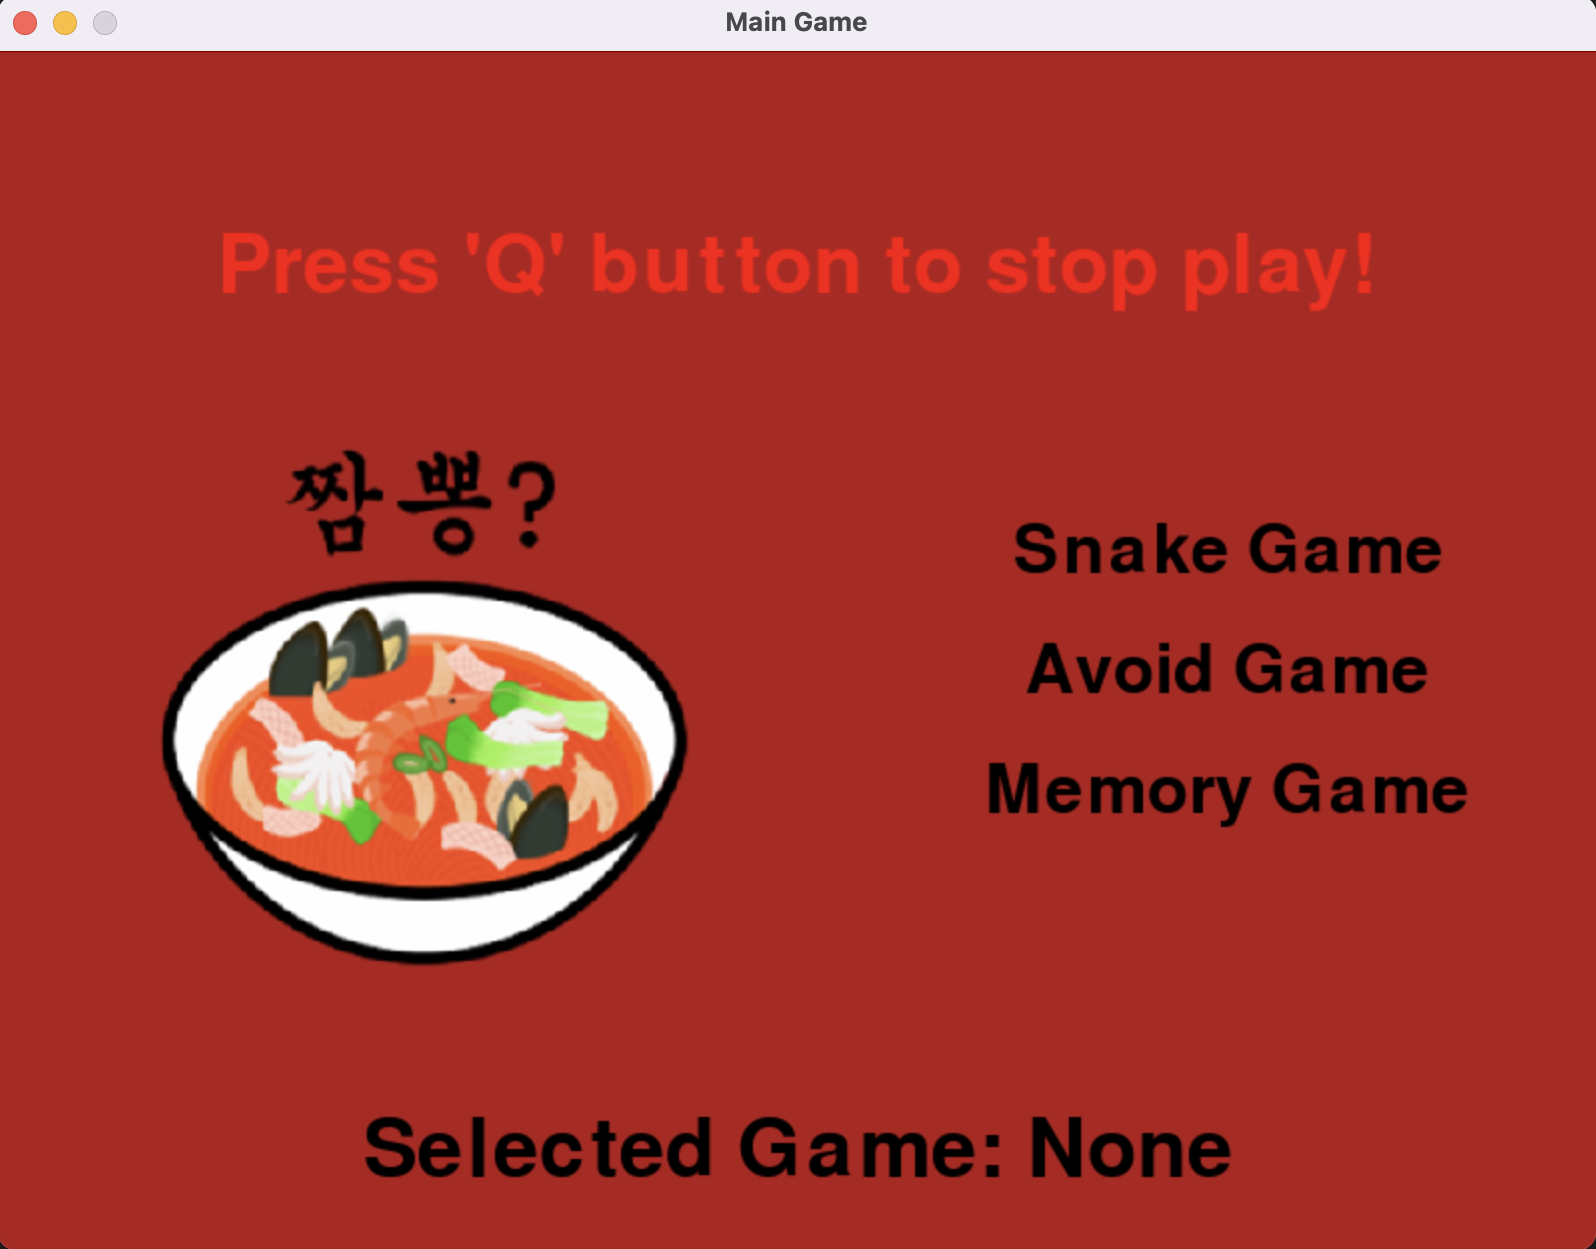 Main Game
Press 'Q' button to stop play!
짬뽕?
Snake Game
Avoid Game
Memory Game
Selected Game: None